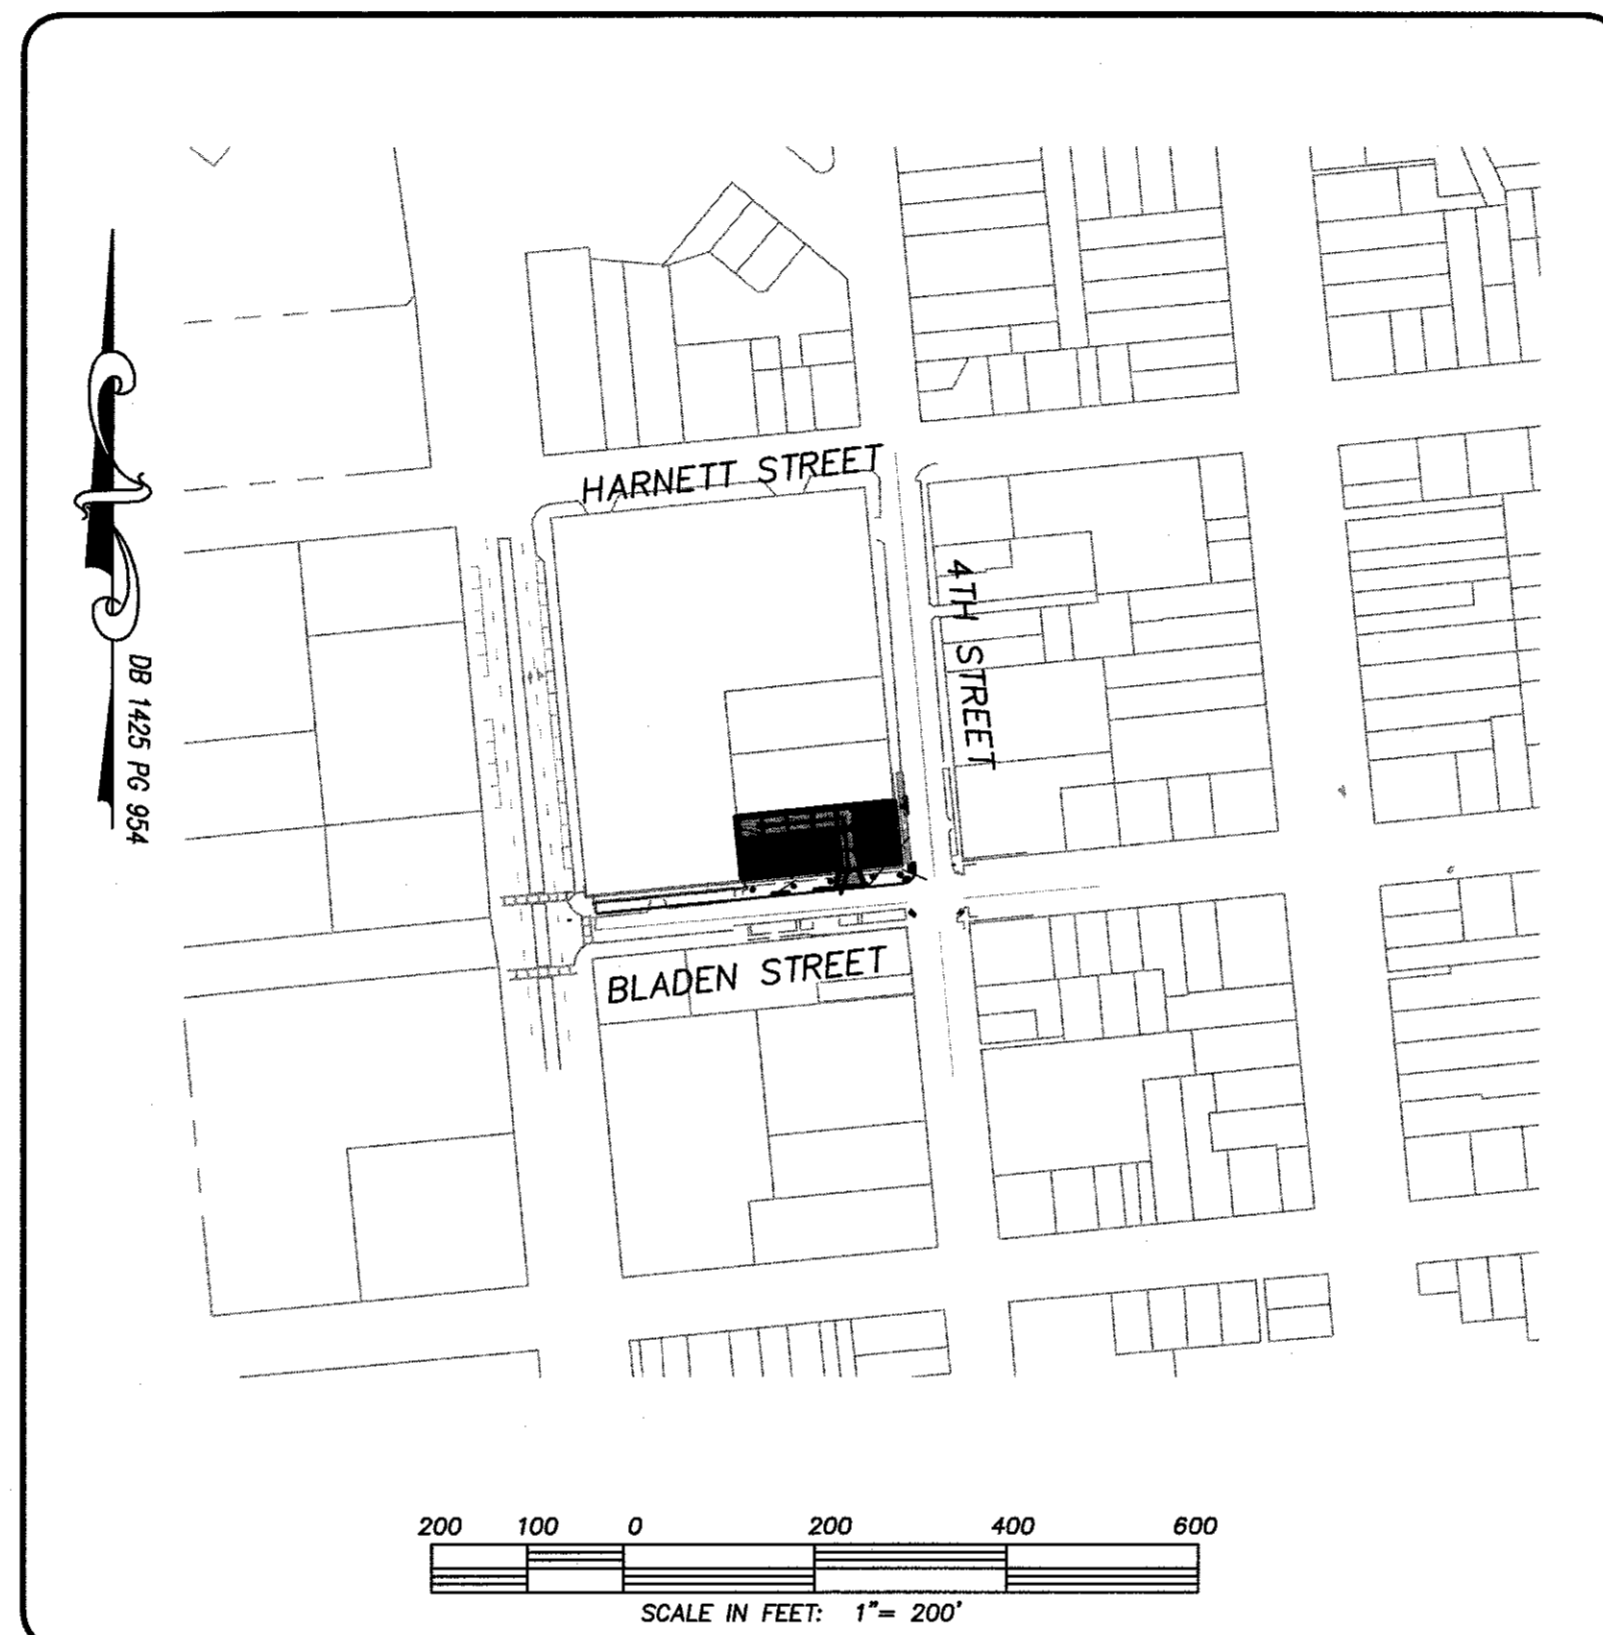 HARNETT STREET
4TH STREET
DB 1425 PG 954
BLADEN STREET
200 100 0 200 400 600
SCALE IN FEET: 1"= 200'